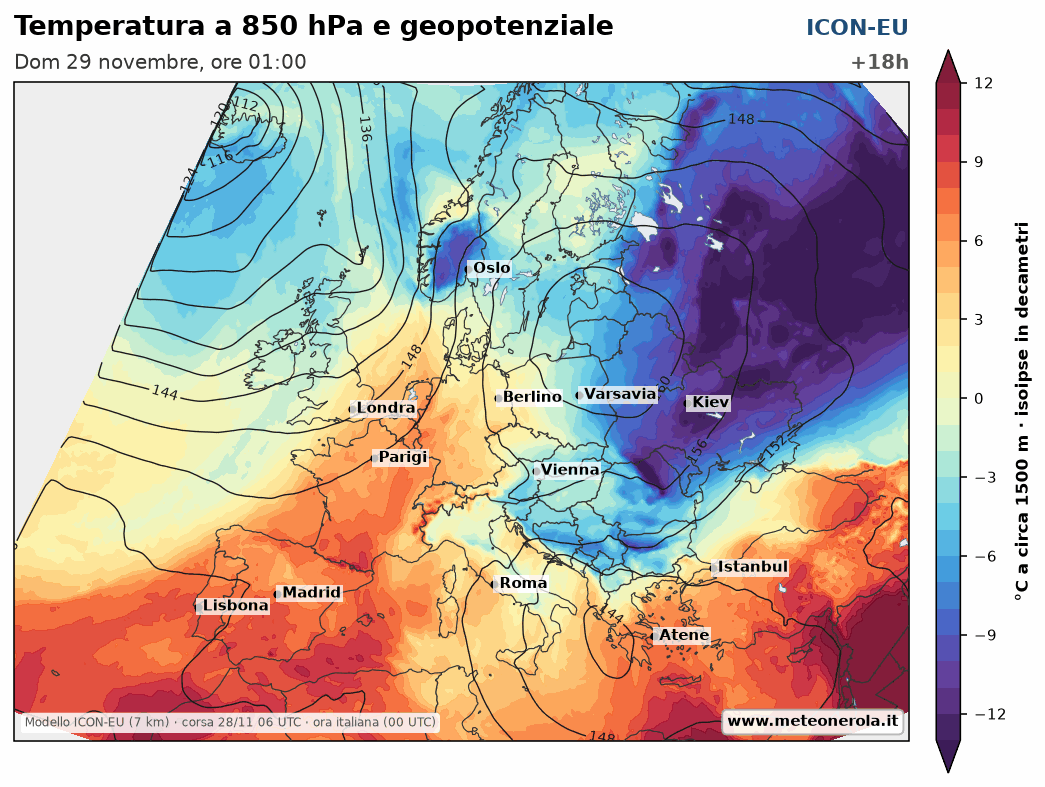 Temperatura a 850 hPa e geopotenziale
ICON-EU
Dom 29 novembre, ore 01:00
+18h
112
120
116
124
136
148
144
148
Oslo
Berlino
Varsavia
Kiev
Londra
Parigi
Vienna
156
152
Istanbul
Roma
Madrid
Lisbona
Atene
44
148
Modello ICON-EU (7 km) · corsa 28/11 06 UTC · ora italiana (00 UTC)
www.meteonerola.it
12
9
6
3
0
−3
−6
−9
−12
°C a circa 1500 m · isoipse in decametri